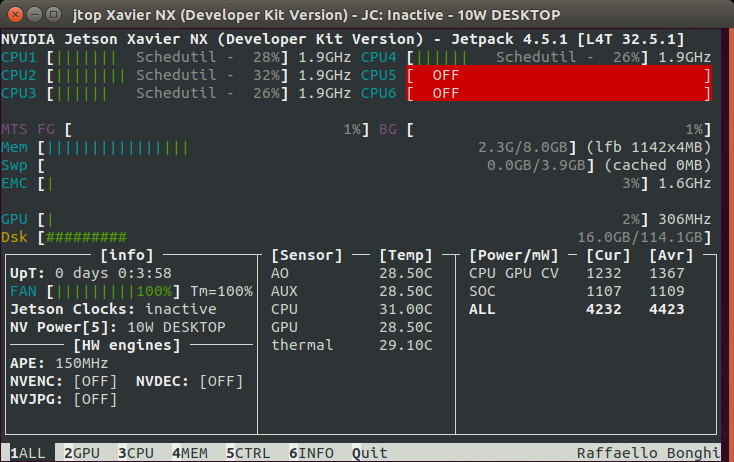 jtop Xavier NX (Developer Kit Version) - JC: Inactive - 10W DESKTOP
NVIDIA Jetson Xavier NX (Developer Kit Version) - Jetpack 4.5.1 [L4T 32.5.1]
CPU1 [|||||||  Schedutil -  28%] 1.9GHz CPU4 [||||||  Schedutil -  26%] 1.9GHz
CPU2 [||||||||  Schedutil -  32%] 1.9GHz CPU5 [  OFF  ]
CPU3 [||||||  Schedutil -  26%] 1.9GHz CPU6 [  OFF  ]
MTS FG [  1%] BG [  1%]
Mem [||||||||||||||||  2.3G/8.0GB] (lfb 1142x4MB)
Swp [  0.0GB/3.9GB] (cached 0MB)
EMC [|  3%] 1.6GHz
GPU [|  2%] 306MHz
Dsk [#########  16.0GB/114.1GB]
[info] [Sensor] [Temp] [Power/mW] [Cur] [Avr]
UpT: 0 days 0:3:58 AO 28.50C CPU GPU CV 1232 1367
FAN [|||||||||100%] Tm=100% AUX 28.50C SOC 1107 1109
Jetson Clocks: inactive CPU 31.00C ALL 4232 4423
NV Power[5]: 10W DESKTOP GPU 28.50C
[HW engines] thermal 29.10C
APE: 150MHz
NVENC: [OFF]  NVDEC: [OFF]
NVJPG: [OFF]
1ALL  2GPU  3CPU  4MEM  5CTRL  6INFO  Quit  Raffaello Bonghi